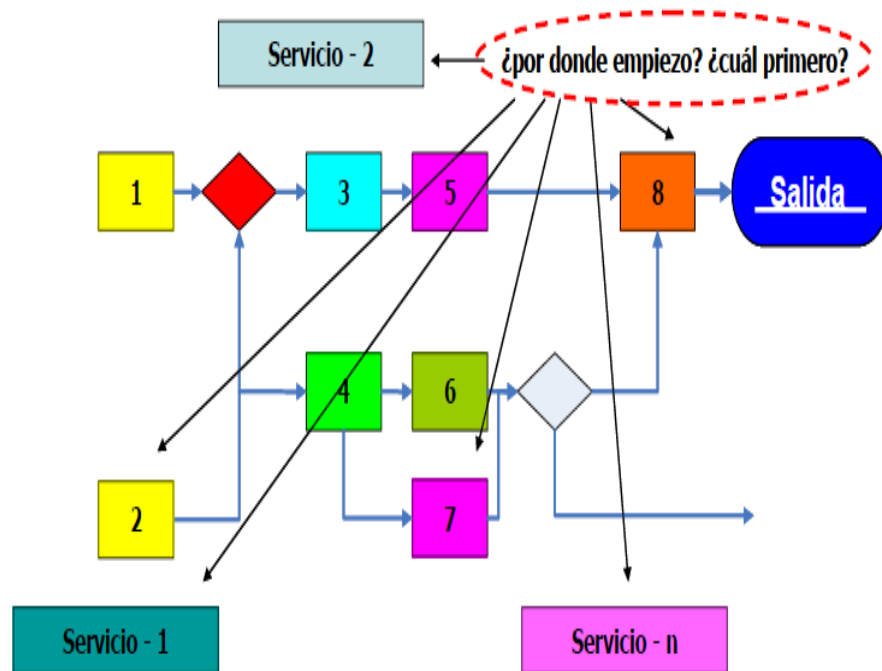 Servicio - 2
¿por donde empiezo? ¿cuál primero?
1
3
5
8
Salida
4
6
2
7
Servicio - 1
Servicio - n